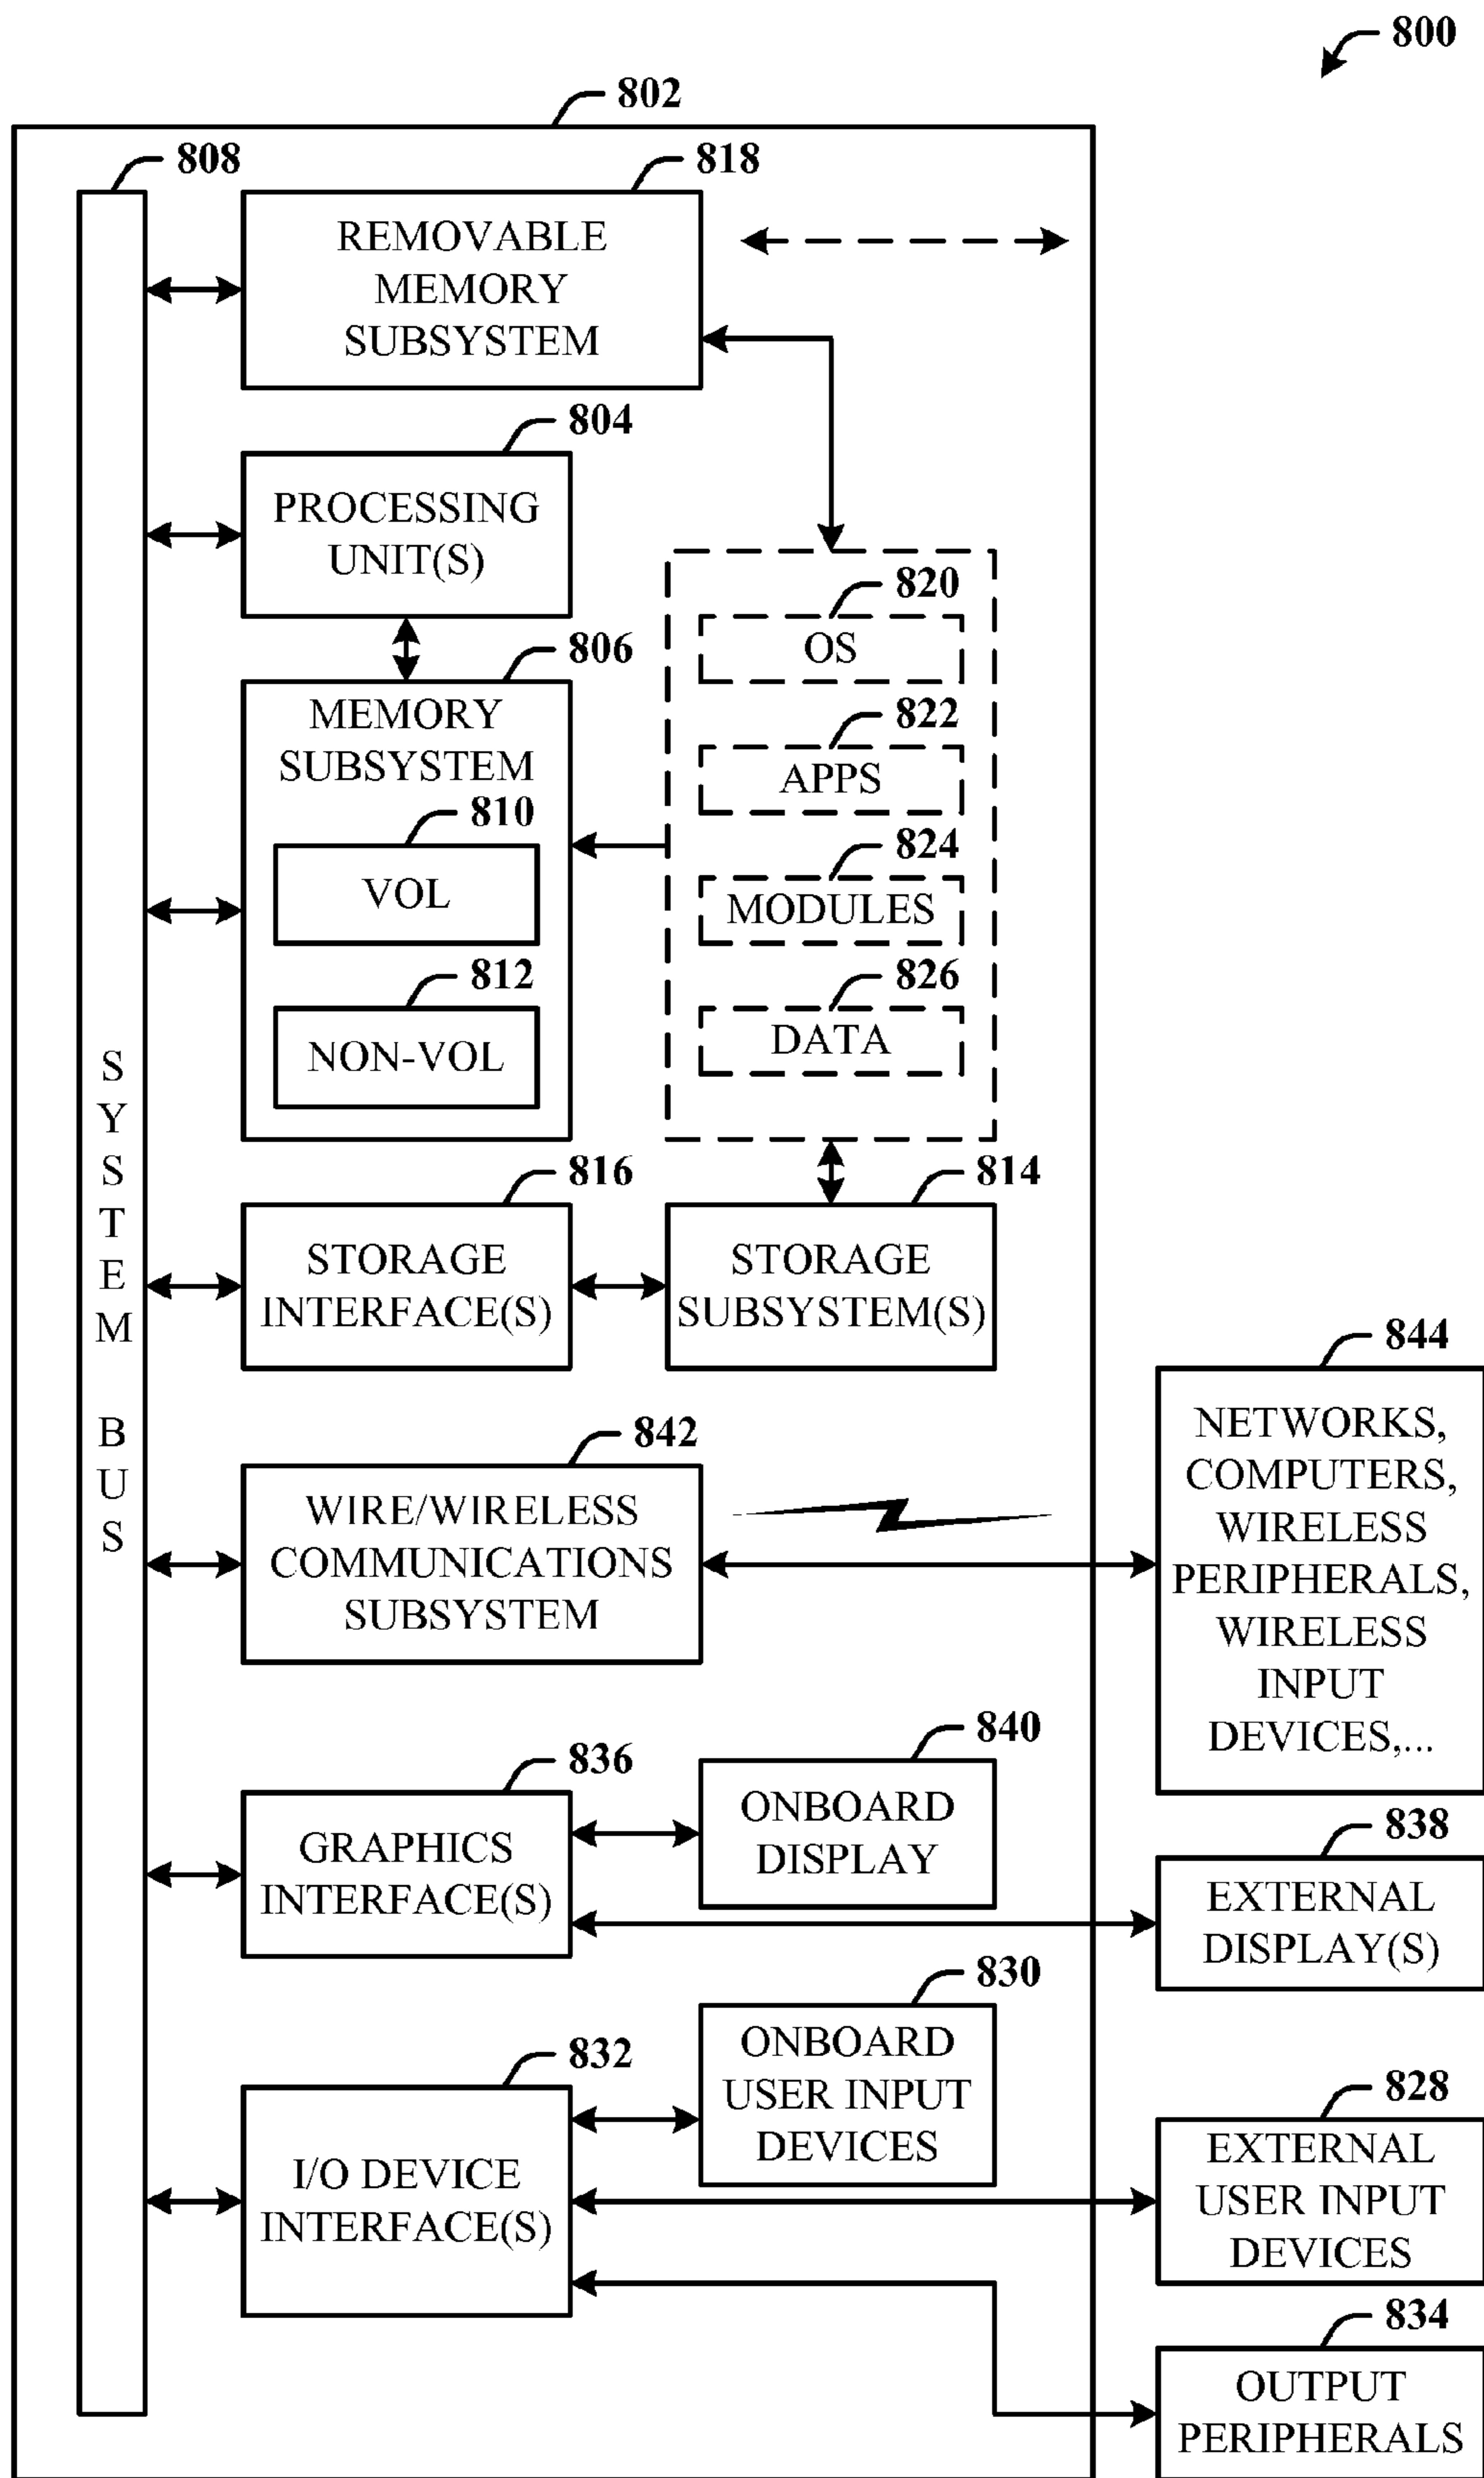 800
802
808
818
REMOVABLE
MEMORY
SUBSYSTEM
804
PROCESSING
UNIT(S)
806
MEMORY
SUBSYSTEM
810
VOL
812
NON-VOL
820
OS
822
APPS
824
MODULES
826
DATA
816
STORAGE
INTERFACE(S)
814
STORAGE
SUBSYSTEM(S)
SYSTEM BUS
842
WIRE/WIRELESS
COMMUNICATIONS
SUBSYSTEM
844
NETWORKS,
COMPUTERS,
WIRELESS
PERIPHERALS,
WIRELESS
INPUT
DEVICES,...
836
GRAPHICS
INTERFACE(S)
840
ONBOARD
DISPLAY
838
EXTERNAL
DISPLAY(S)
832
I/O DEVICE
INTERFACE(S)
830
ONBOARD
USER INPUT
DEVICES
828
EXTERNAL
USER INPUT
DEVICES
834
OUTPUT
PERIPHERALS